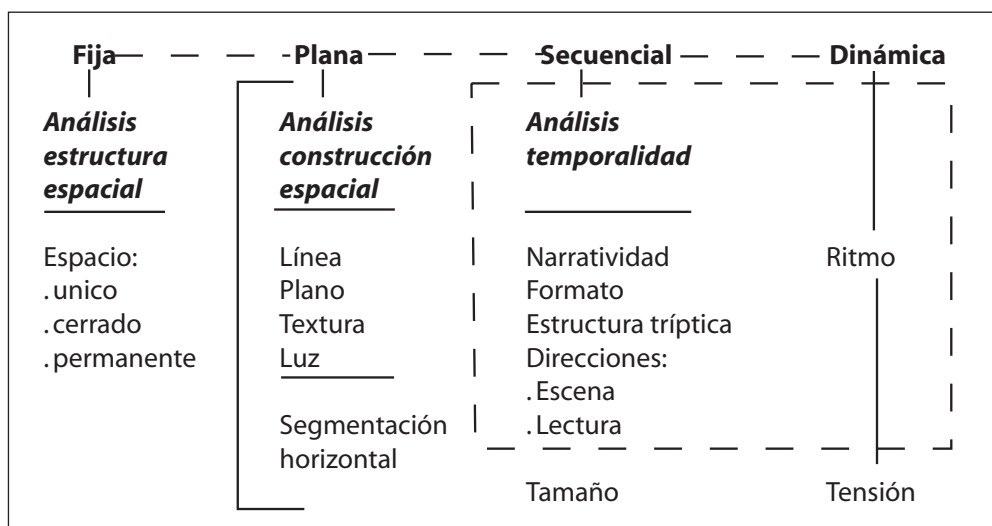 Fija Plana Secuencial Dinámica
Análisis
estructura
espacial
Espacio:
.unico
.cerrado
.permanente
Análisis
construcción
espacial
Línea
Plano
Textura
Luz
Segmentación
horizontal
Análisis
temporalidad
Narratividad
Formato
Estructura tríptica
Direcciones:
.Escena
.Lectura
Tamaño
Ritmo
Tensión